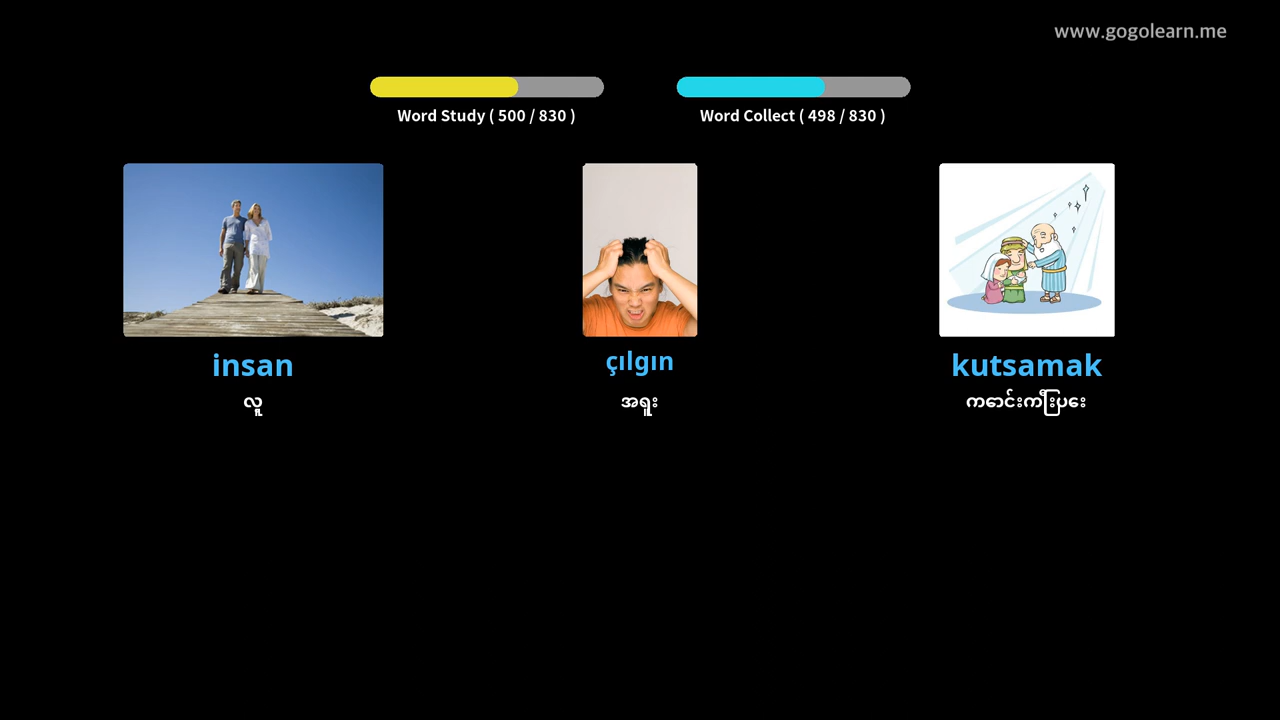 www.gogolearn.me
Word Study ( 500 / 830 )
Word Collect ( 498 / 830 )
insan
çılgın
kutsamak
လူ
အရူး
ကောင်းကြီးပေး